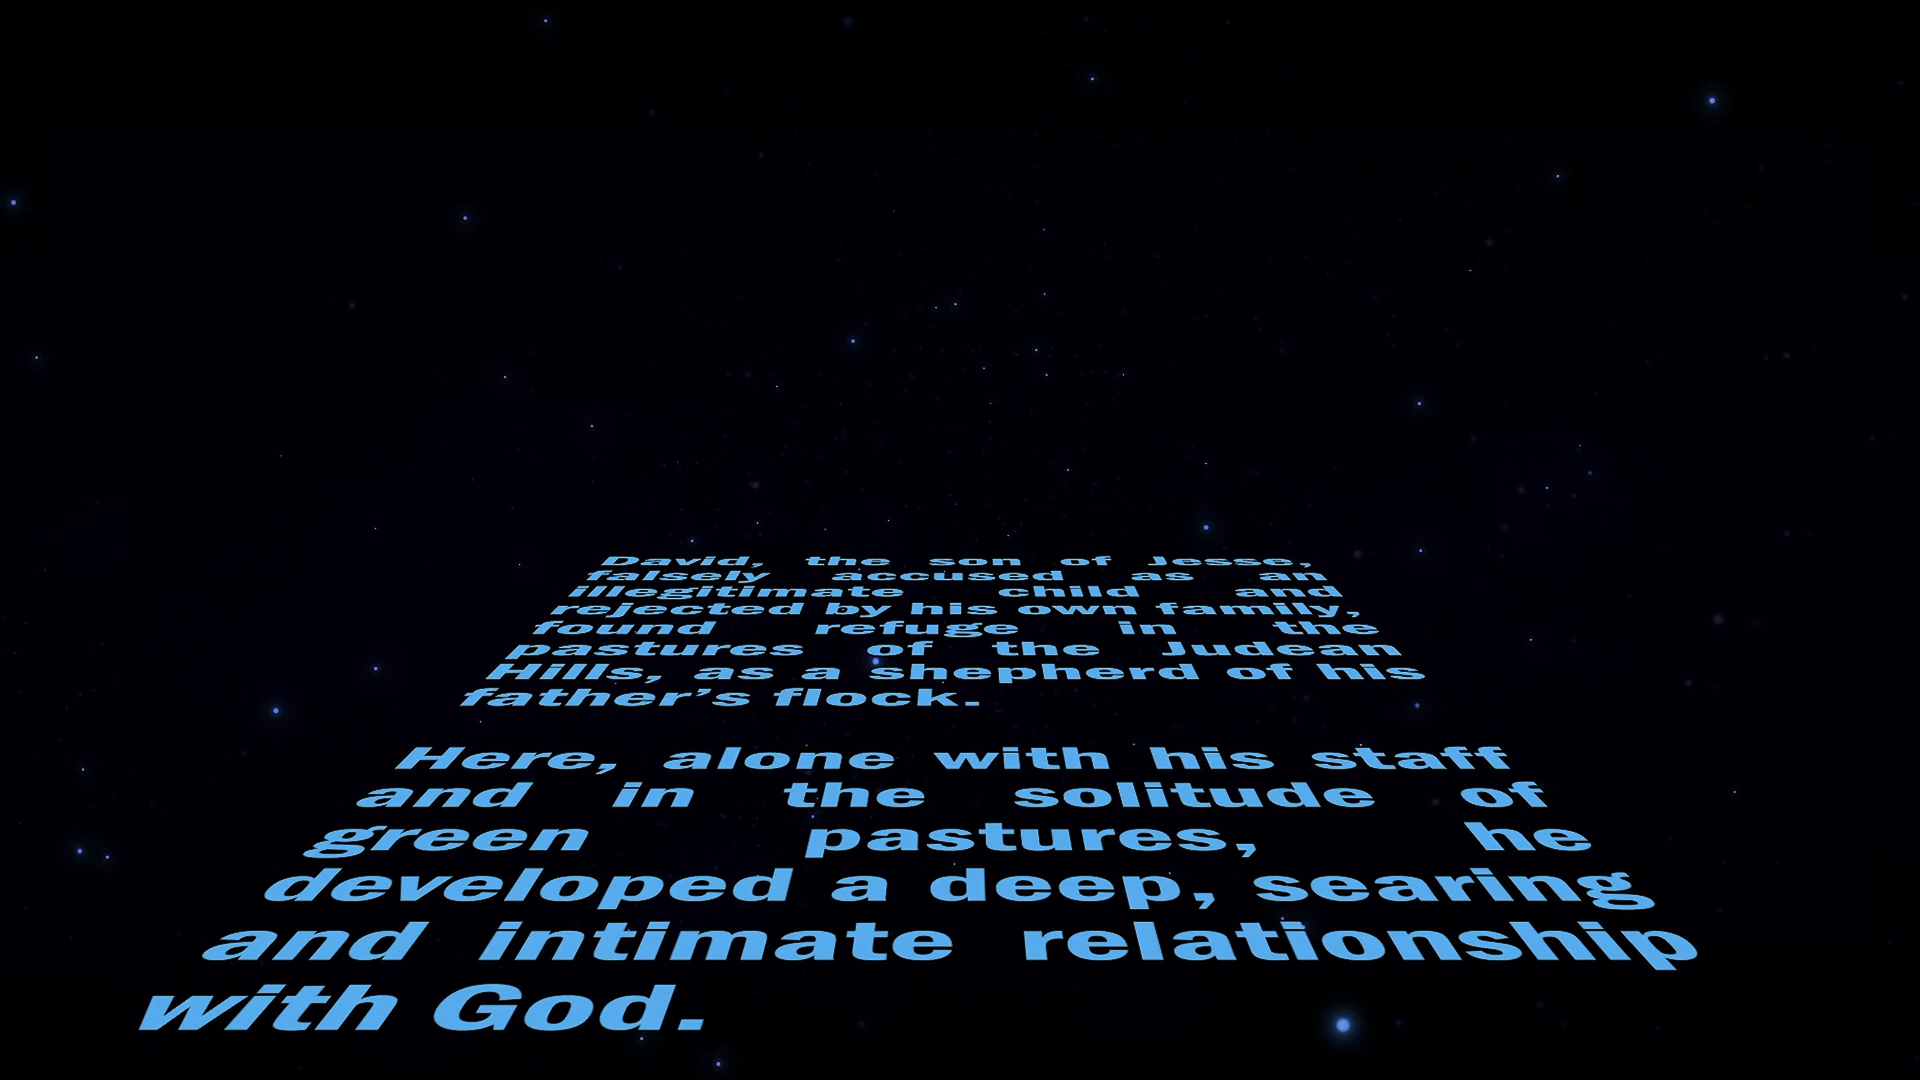 David, the son of Jesse,
falsely accused as an
illegitimate child and
rejected by his own family,
found refuge in the
pastures of the Judean
Hills, as a shepherd of his
father’s flock.
Here, alone with his staff
and in the solitude of
green pastures, he
developed a deep, searing
and intimate relationship
with God.